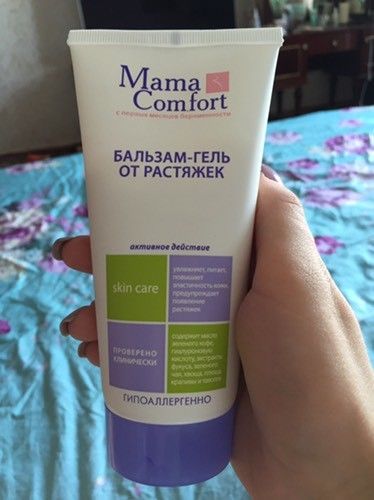 Mama
Comfort
с первых месяцев беременности
БАЛЬЗАМ-ГЕЛЬ
ОТ РАСТЯЖЕК
активное действие
skin care
увлажняет, питает,
повышает
эластичность кожи,
предупреждает
появление
растяжек
ПРОВЕРЕНО
КЛИНИЧЕСКИ
содержит масло
зеленого кофе,
гиалуроновую
кислоту, экстракты
фукуса, зеленого
чая, хвоща, плюща,
крапивы и таволги
ГИПОАЛЛЕРГЕННО